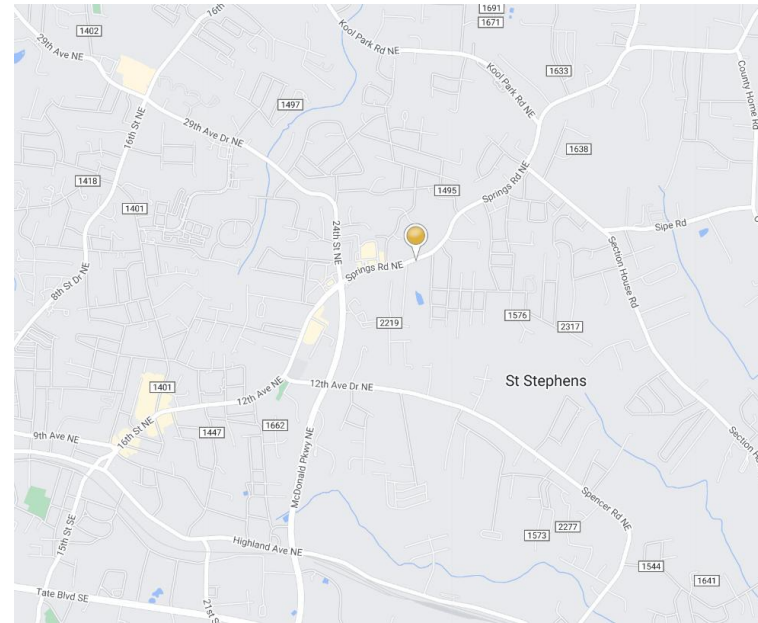 1691
16th
1402
1671
Kool Park Rd NE
29th Ave NE
Kool Park Rd NE
1633
County Home Rd
1497
16th St NE
29th Ave Dr NE
1638
1418
1495
Springs Rd NE
1401
24th St NE
Sipe Rd
8th St Dr NE
Springs Rd NE
Section House Rd
1576
2219
2317
St Stephens
1401
12th Ave NE
12th Ave Dr NE
16th St NE
1662
1447
9th Ave NE
Section R
McDonald Pkwy NE
Spencer Rd NE
15th St SE
2277
1573
Highland Ave NE
1544
1641
Tate Blvd SE
21st S